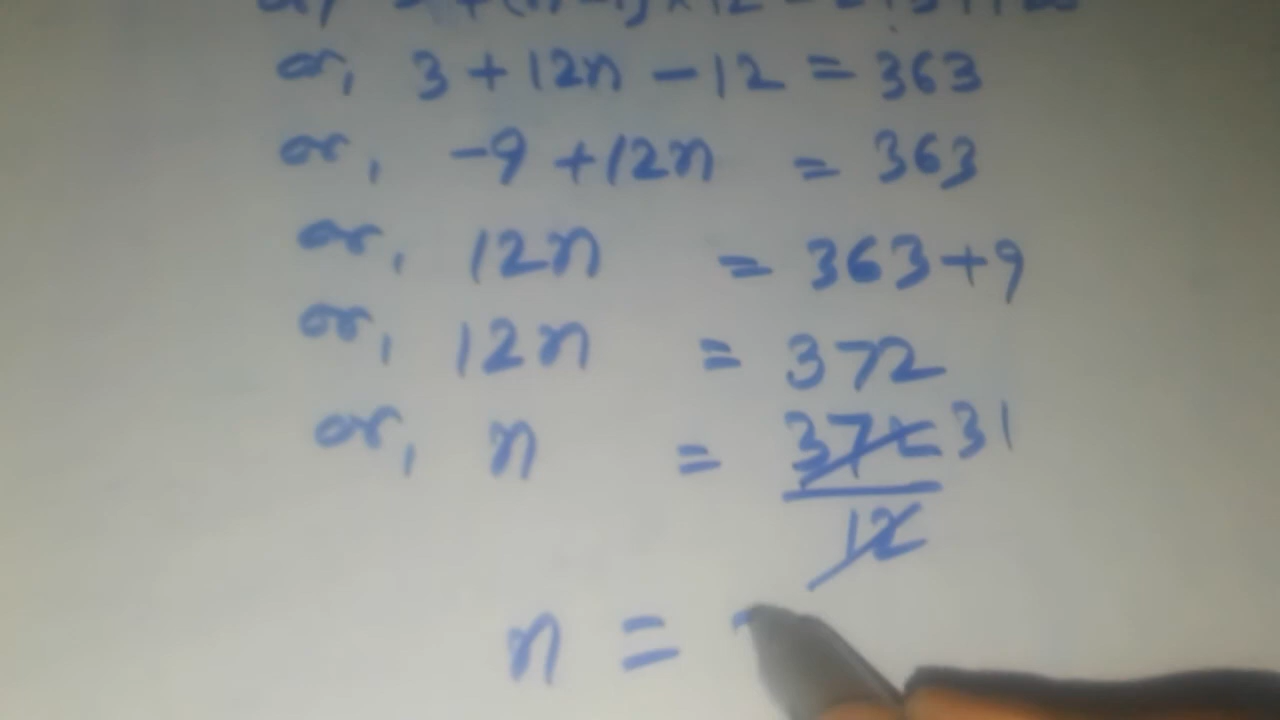 or, 3 + 12n - 12 = 363
or, -9 + 12n = 363
or, 12n = 363 + 9
or, 12n = 372
or, n = 372/12 31
n =